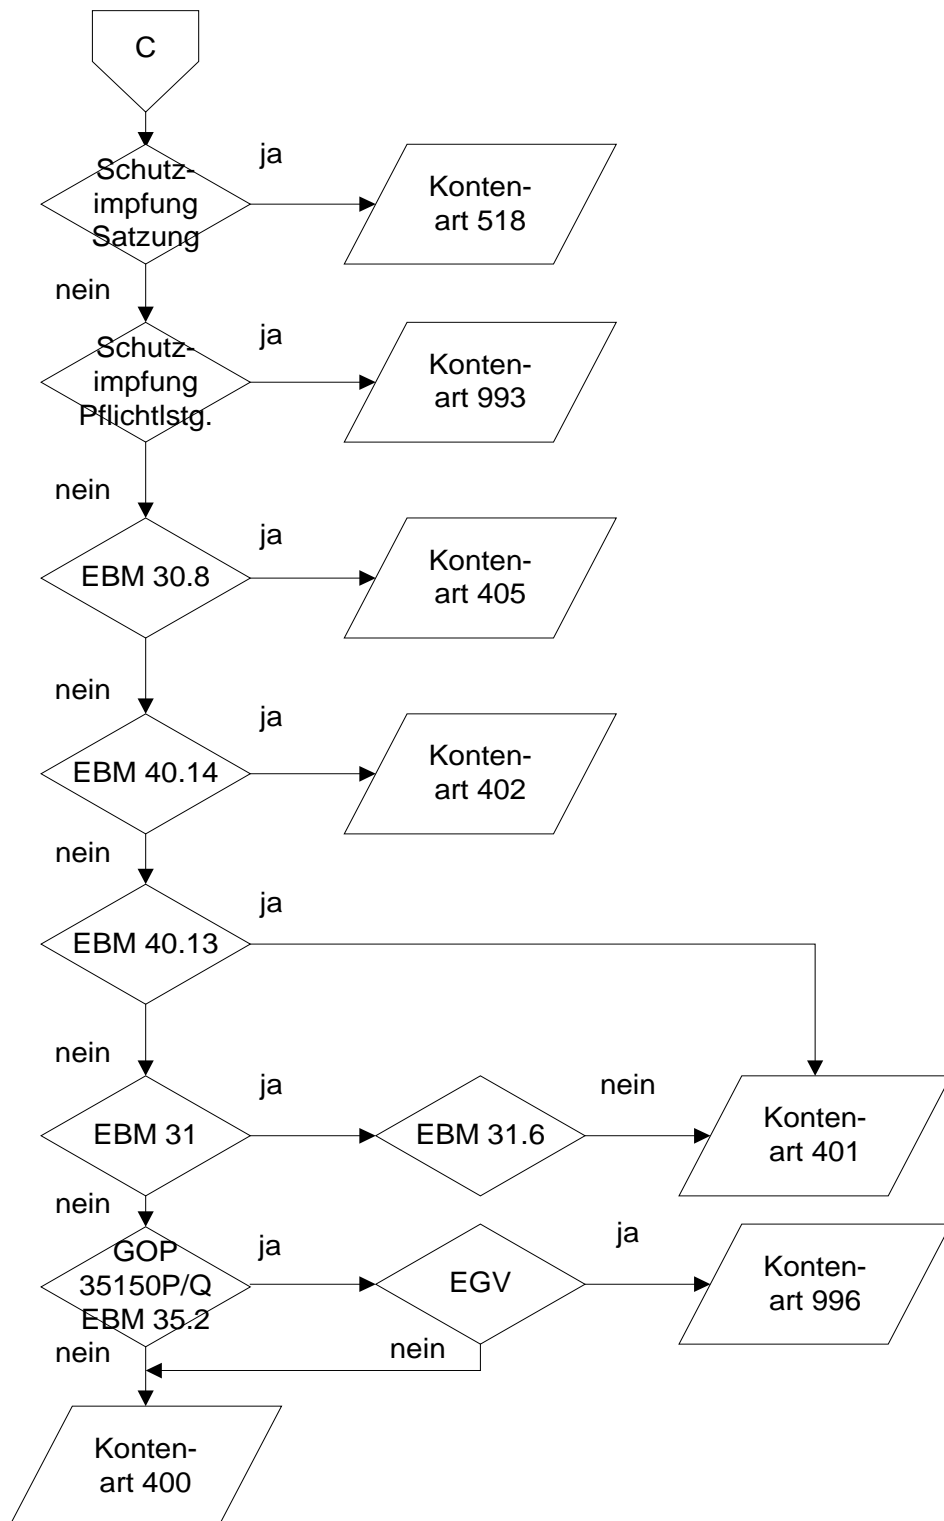 C
Schutz-
impfung
Satzung
ja
Konten-
art 518
nein
Schutz-
impfung
Pflichtlstg.
ja
Konten-
art 993
nein
EBM 30.8
ja
Konten-
art 405
nein
EBM 40.14
ja
Konten-
art 402
nein
EBM 40.13
ja
nein
EBM 31
ja
EBM 31.6
nein
Konten-
art 401
nein
GOP
35150P/Q
EBM 35.2
ja
EGV
ja
Konten-
art 996
nein
nein
Konten-
art 400